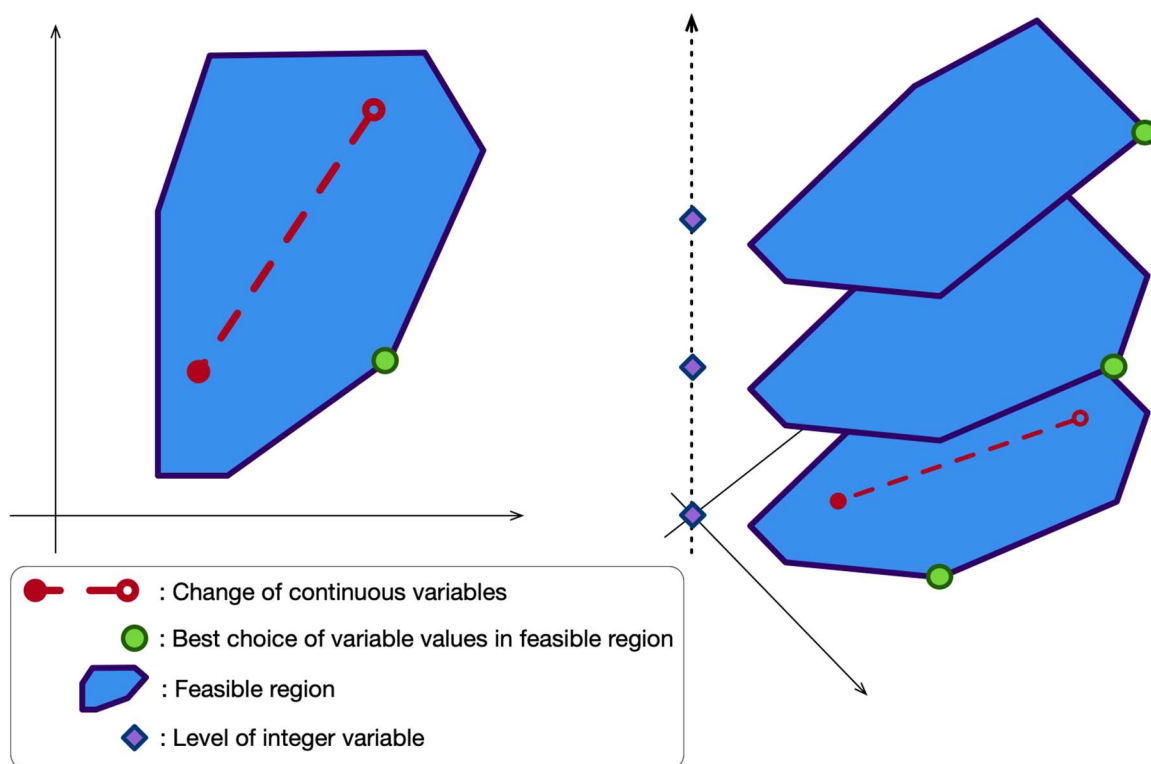 : Change of continuous variables
: Best choice of variable values in feasible region
: Feasible region
: Level of integer variable